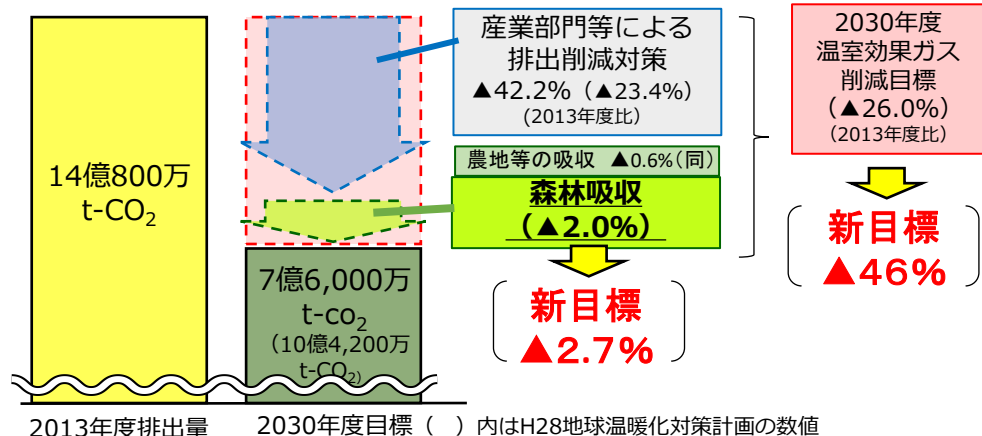 14億800万
t-CO₂
産業部門等による
排出削減対策
▲42.2%（▲23.4%）
(2013年度比)
農地等の吸収 ▲0.6%(同)
森林吸収
(▲2.0%)
新目標
▲2.7%
2030年度
温室効果ガス
削減目標
(▲26.0%)
(2013年度比)
新目標
▲46%
7億6,000万
t-co₂
(10億4,200万
t-CO₂)
2013年度排出量
2030年度目標（ ）内はH28地球温暖化対策計画の数値